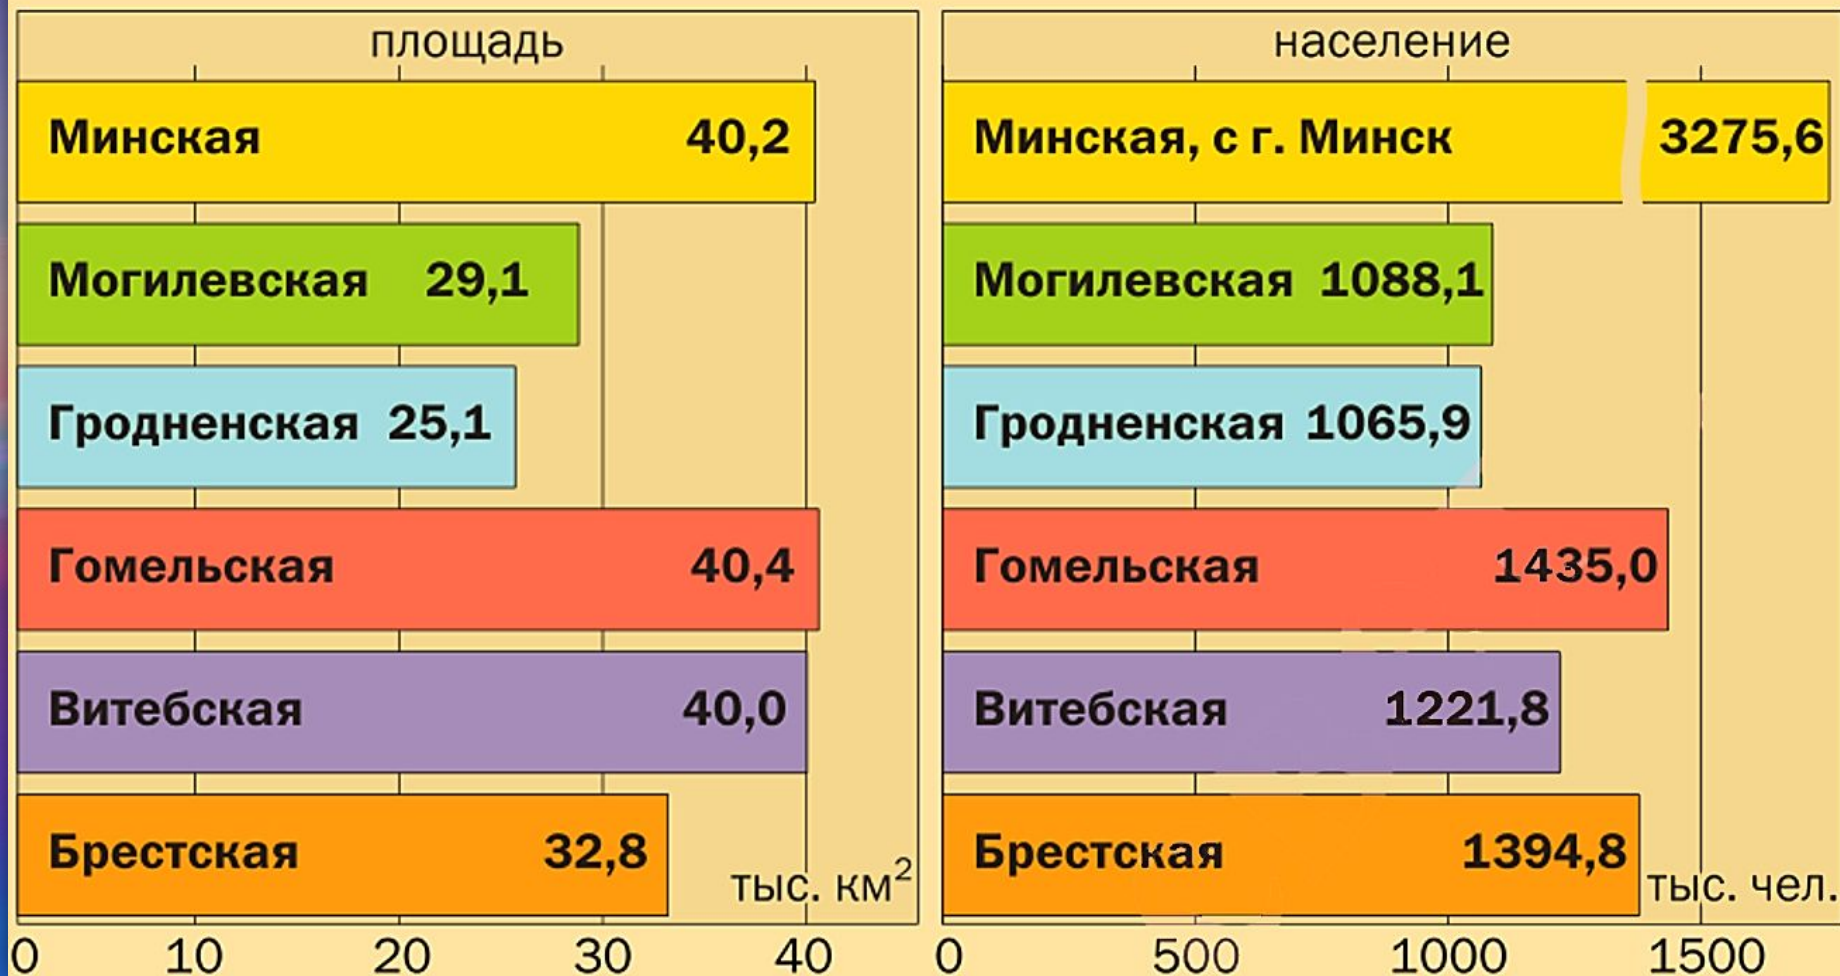 площадь
Минская 40,2
Могилевская 29,1
Гродненская 25,1
Гомельская 40,4
Витебская 40,0
Брестская 32,8
тыс. км²
0 10 20 30 40
население
Минская, с г. Минск 3275,6
Могилевская 1088,1
Гродненская 1065,9
Гомельская 1435,0
Витебская 1221,8
Брестская 1394,8
тыс. чел.
0 500 1000 1500